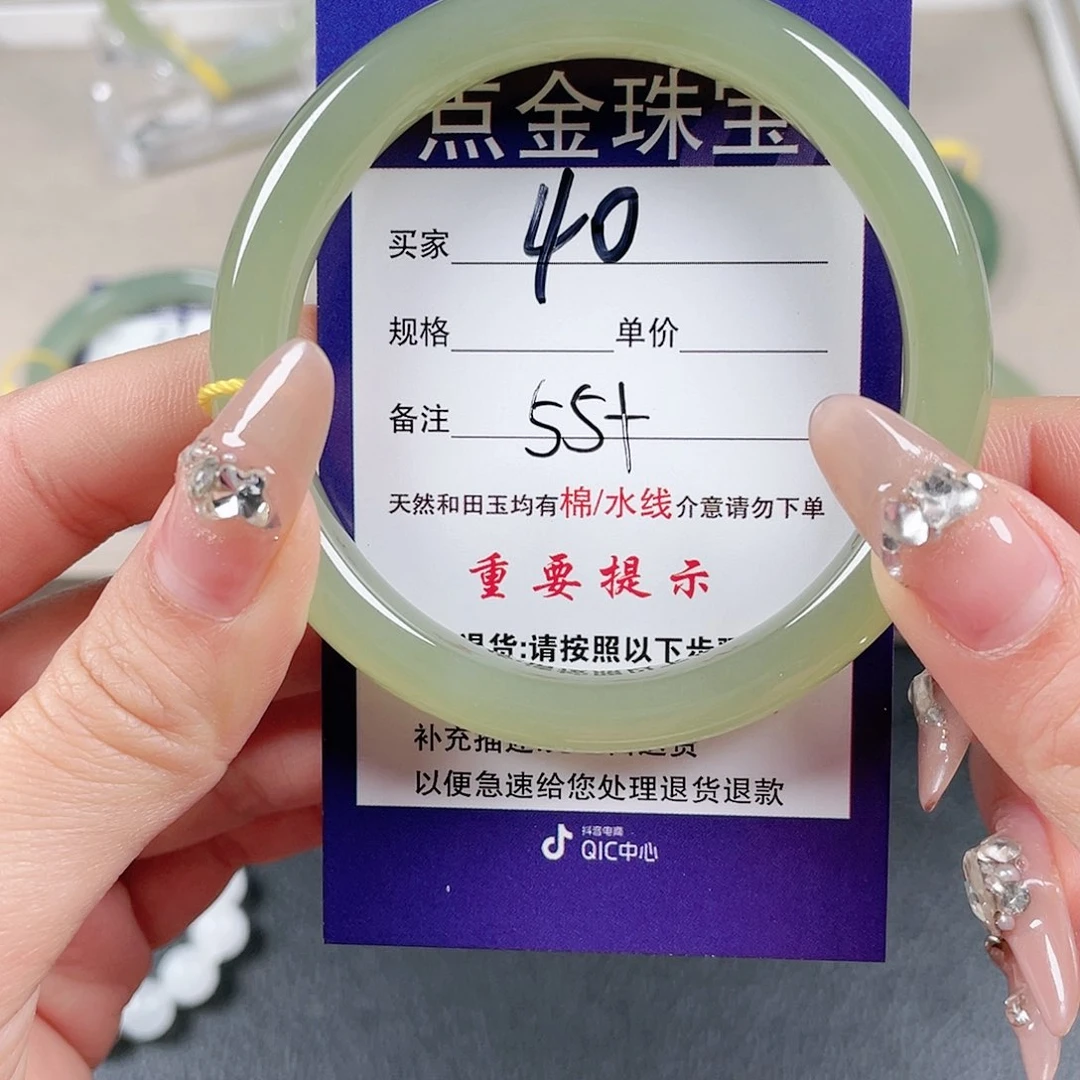 点金珠宝
买家 40
规格 单价
备注 55+
天然和田玉均有棉/水线介意请勿下单
重要提示
退货:请按照以下步骤
补充描述
以便急速给您处理退货退款
抖音电商
QIC中心